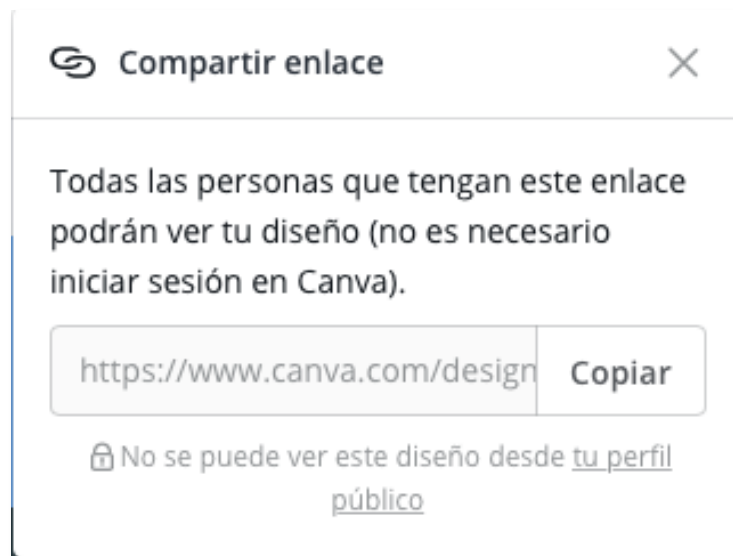 Compartir enlace
Todas las personas que tengan este enlace
podrán ver tu diseño (no es necesario
iniciar sesión en Canva).
https://www.canva.com/design Copiar
No se puede ver este diseño desde tu perfil
público